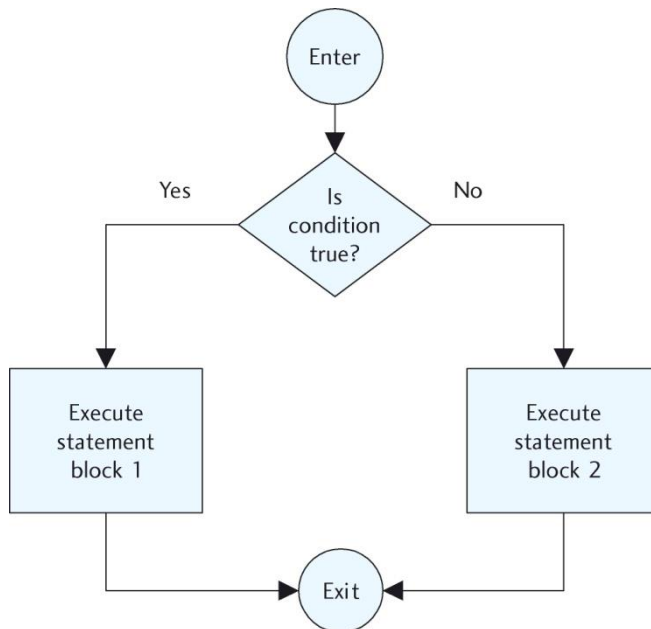 Enter
Yes
No
Is
condition
true?
Execute
statement
block 1
Execute
statement
block 2
Exit